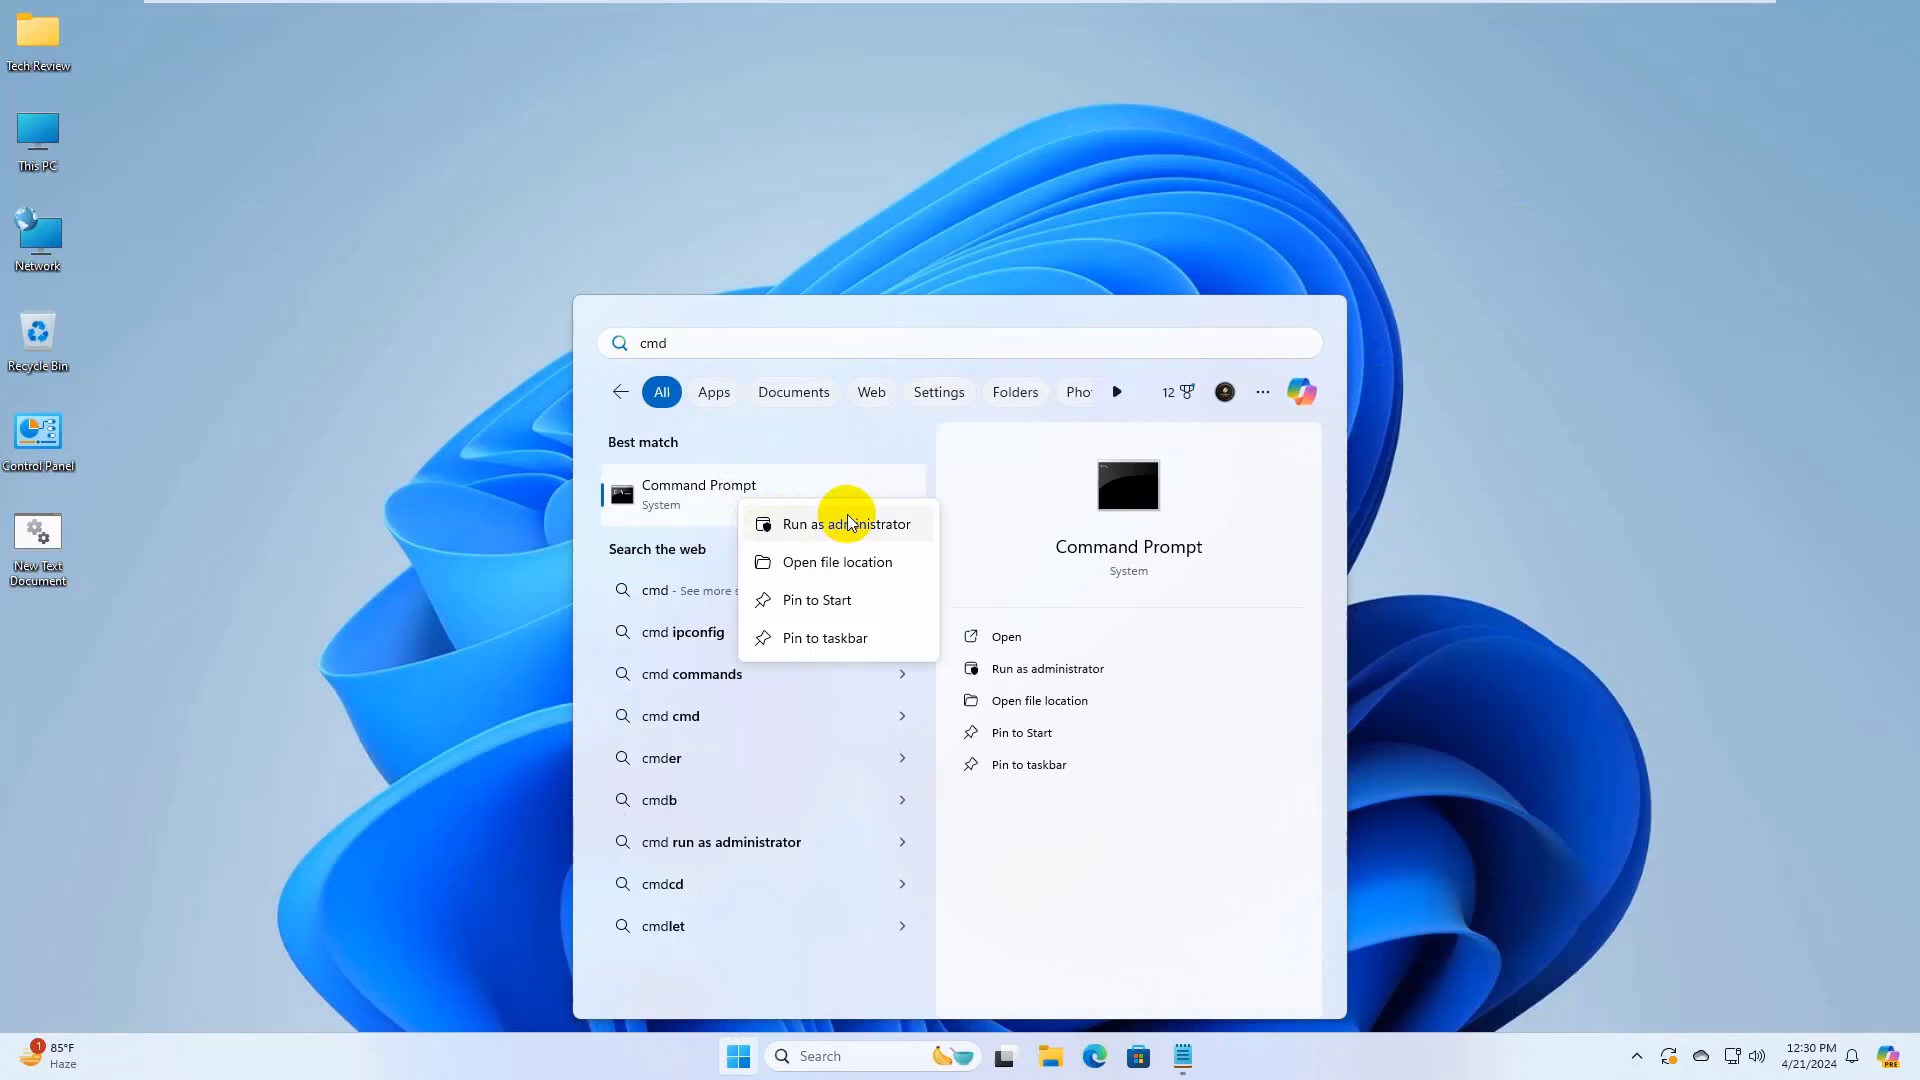 Tech Review
This PC
Network
Recycle Bin
Control Panel
New Text
Document
cmd
All
Apps
Documents
Web
Settings
Folders
Pho
12
Best match
Command Prompt
System
Run as administrator
Open file location
Pin to Start
Pin to taskbar
Search the web
cmd - See more s
cmd ipconfig
cmd commands
cmd cmd
cmder
cmdb
cmd run as administrator
cmdcd
cmdlet
Command Prompt
System
Open
Run as administrator
Open file location
Pin to Start
Pin to taskbar
1
85°F
Haze
Search
12:30 PM
4/21/2024
PRE